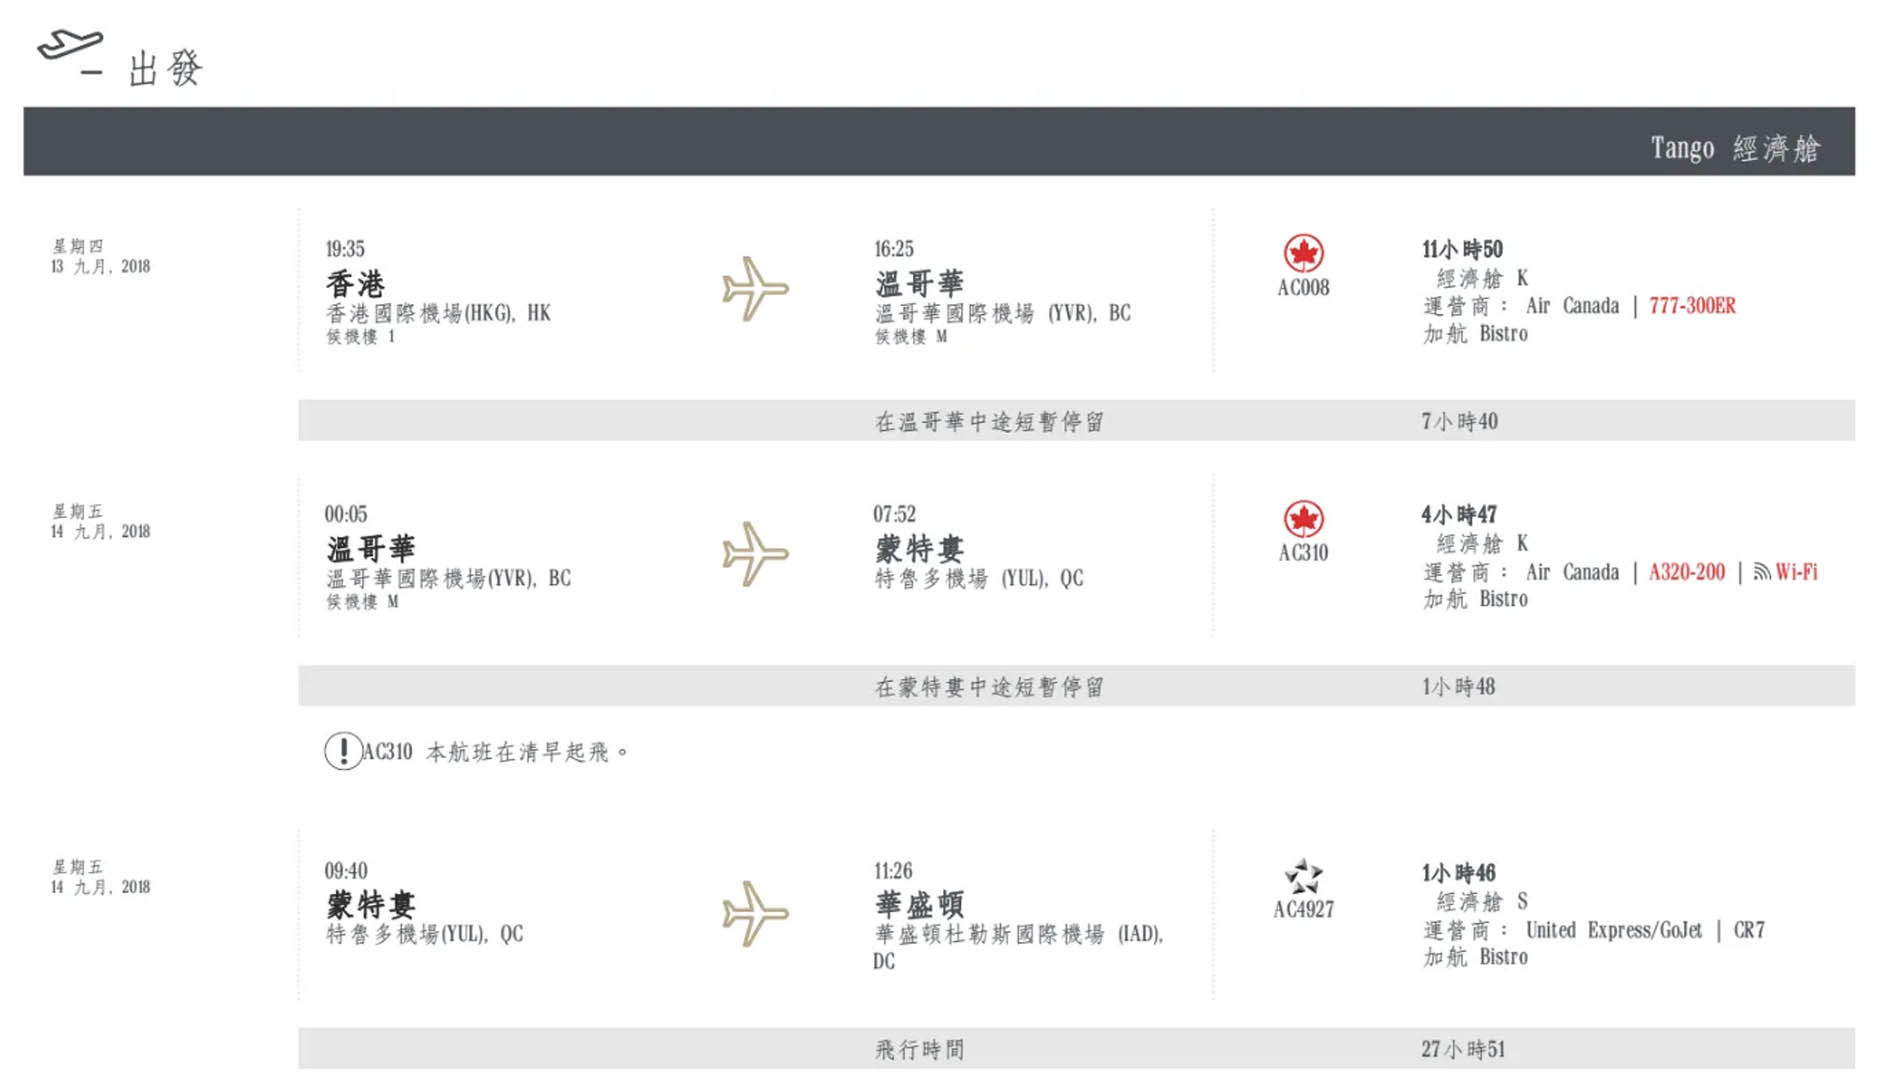 出發
Tango 經濟艙
星期四
13 九月, 2018
19:35
香港
香港國際機場(HKG), HK
候機樓 1
16:25
溫哥華
溫哥華國際機場 (YVR), BC
候機樓 M
AC008
11小時50
經濟艙 K
運營商： Air Canada | 777-300ER
加航 Bistro
在溫哥華中途短暫停留 7小時40
星期五
14 九月, 2018
00:05
溫哥華
溫哥華國際機場(YVR), BC
候機樓 M
07:52
蒙特婁
特魯多機場 (YUL), QC
AC310
4小時47
經濟艙 K
運營商： Air Canada | A320-200 | Wi-Fi
加航 Bistro
在蒙特婁中途短暫停留 1小時48
!AC310 本航班在清早起飛。
星期五
14 九月, 2018
09:40
蒙特婁
特魯多機場(YUL), QC
11:26
華盛頓
華盛頓杜勒斯國際機場 (IAD),
DC
AC4927
1小時46
經濟艙 S
運營商： United Express/GoJet | CR7
加航 Bistro
飛行時間 27小時51